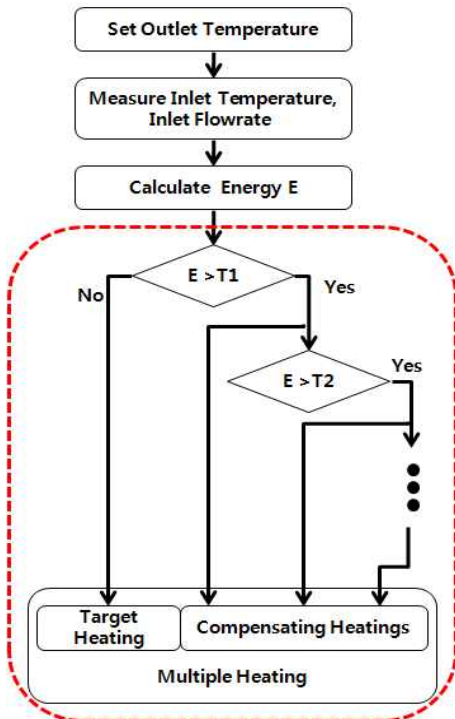 Set Outlet Temperature
Measure Inlet Temperature,
Inlet Flowrate
Calculate Energy E
E >T1
No
Yes
E >T2
Yes
Target
Heating
Compensating Heatings
Multiple Heating